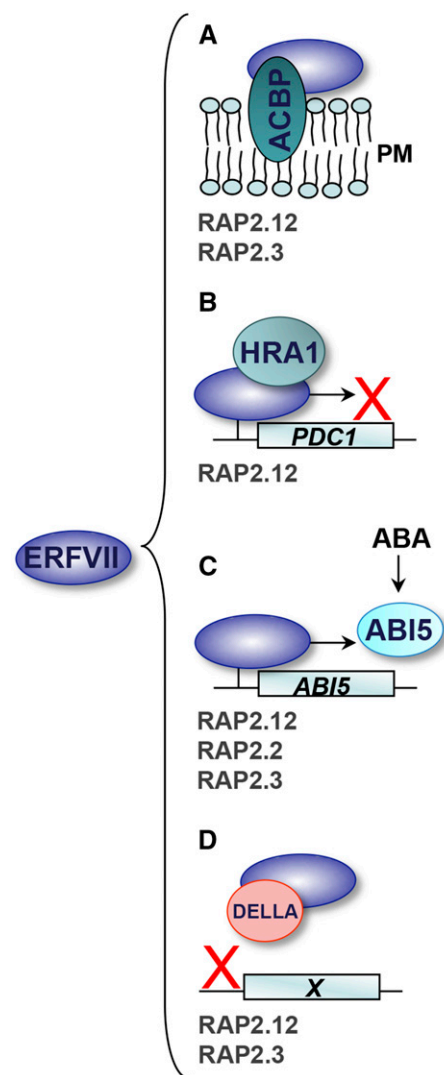 A
ACBP
PM
RAP2.12
RAP2.3
B
HRA1
X
PDC1
RAP2.12
ERFVII
ABA
C
ABI5
ABI5
RAP2.12
RAP2.2
RAP2.3
D
DELLA
X
X
RAP2.12
RAP2.3